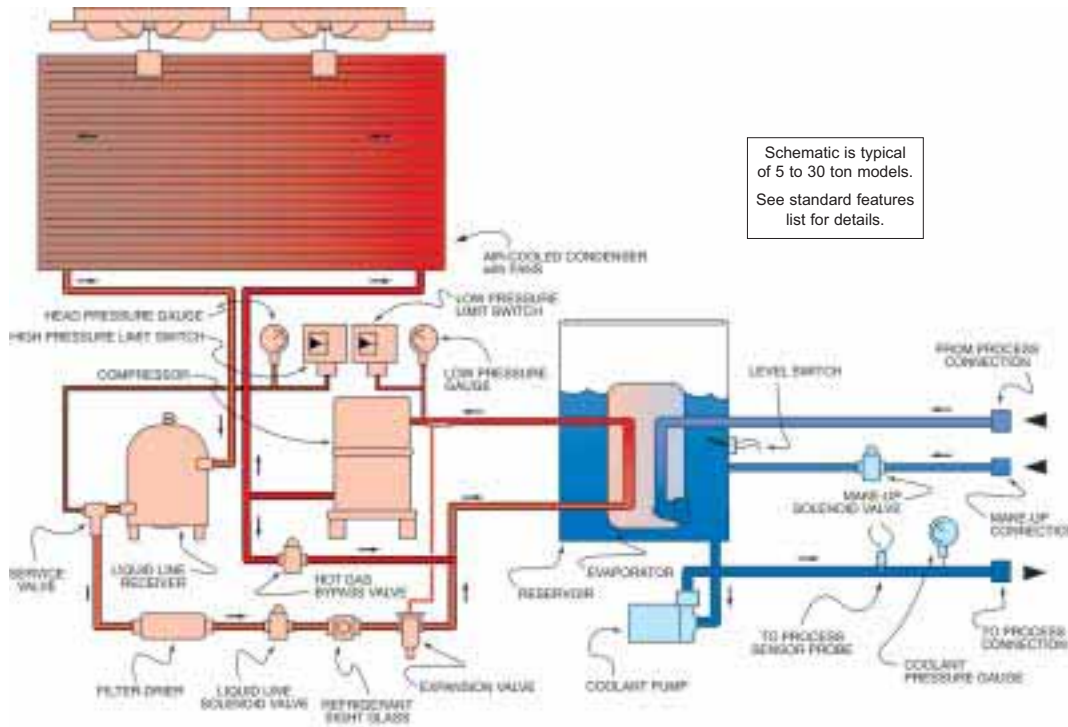 Schematic is typical
of 5 to 30 ton models.
See standard features
list for details.
AIR-COOLED CONDENSER
with FANS
HEAD PRESSURE GAUGE
LOW PRESSURE
LIMIT SWITCH
HIGH PRESSURE LIMIT SWITCH
COMPRESSOR
LOW PRESSURE
GAUGE
LEVEL SWITCH
FROM PROCESS
CONNECTION
MAKE-UP
SOLENOID VALVE
MAKE-UP
CONNECTION
SERVICE
VALVE
LIQUID LINE
RECEIVER
HOT GAS
BYPASS VALVE
EVAPORATOR
RESERVOIR
TO PROCESS
SENSOR PROBE
COOLANT
PRESSURE GAUGE
TO PROCESS
CONNECTION
FILTER-DRIER
LIQUID LINE
SOLENOID VALVE
REFRIGERANT
SIGHT GLASS
EXPANSION VALVE
COOLANT PUMP